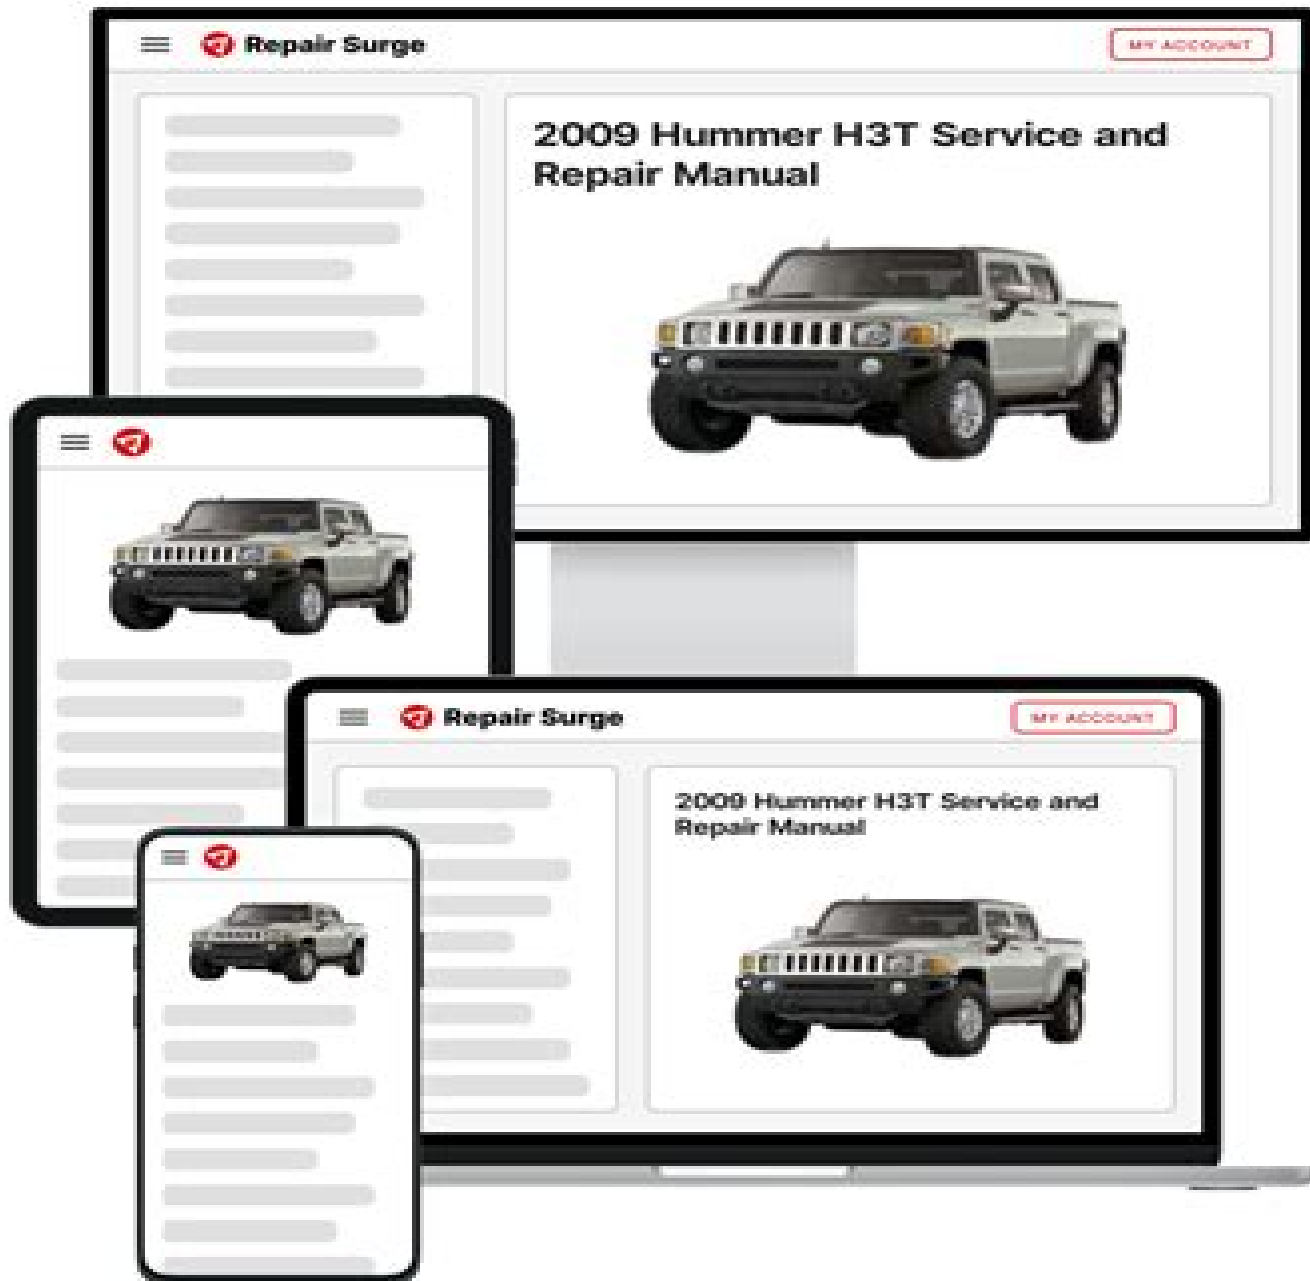 Repair Surge
MY ACCOUNT
2009 Hummer H3T Service and
Repair Manual
Repair Surge
MY ACCOUNT
2009 Hummer H3T Service and
Repair Manual